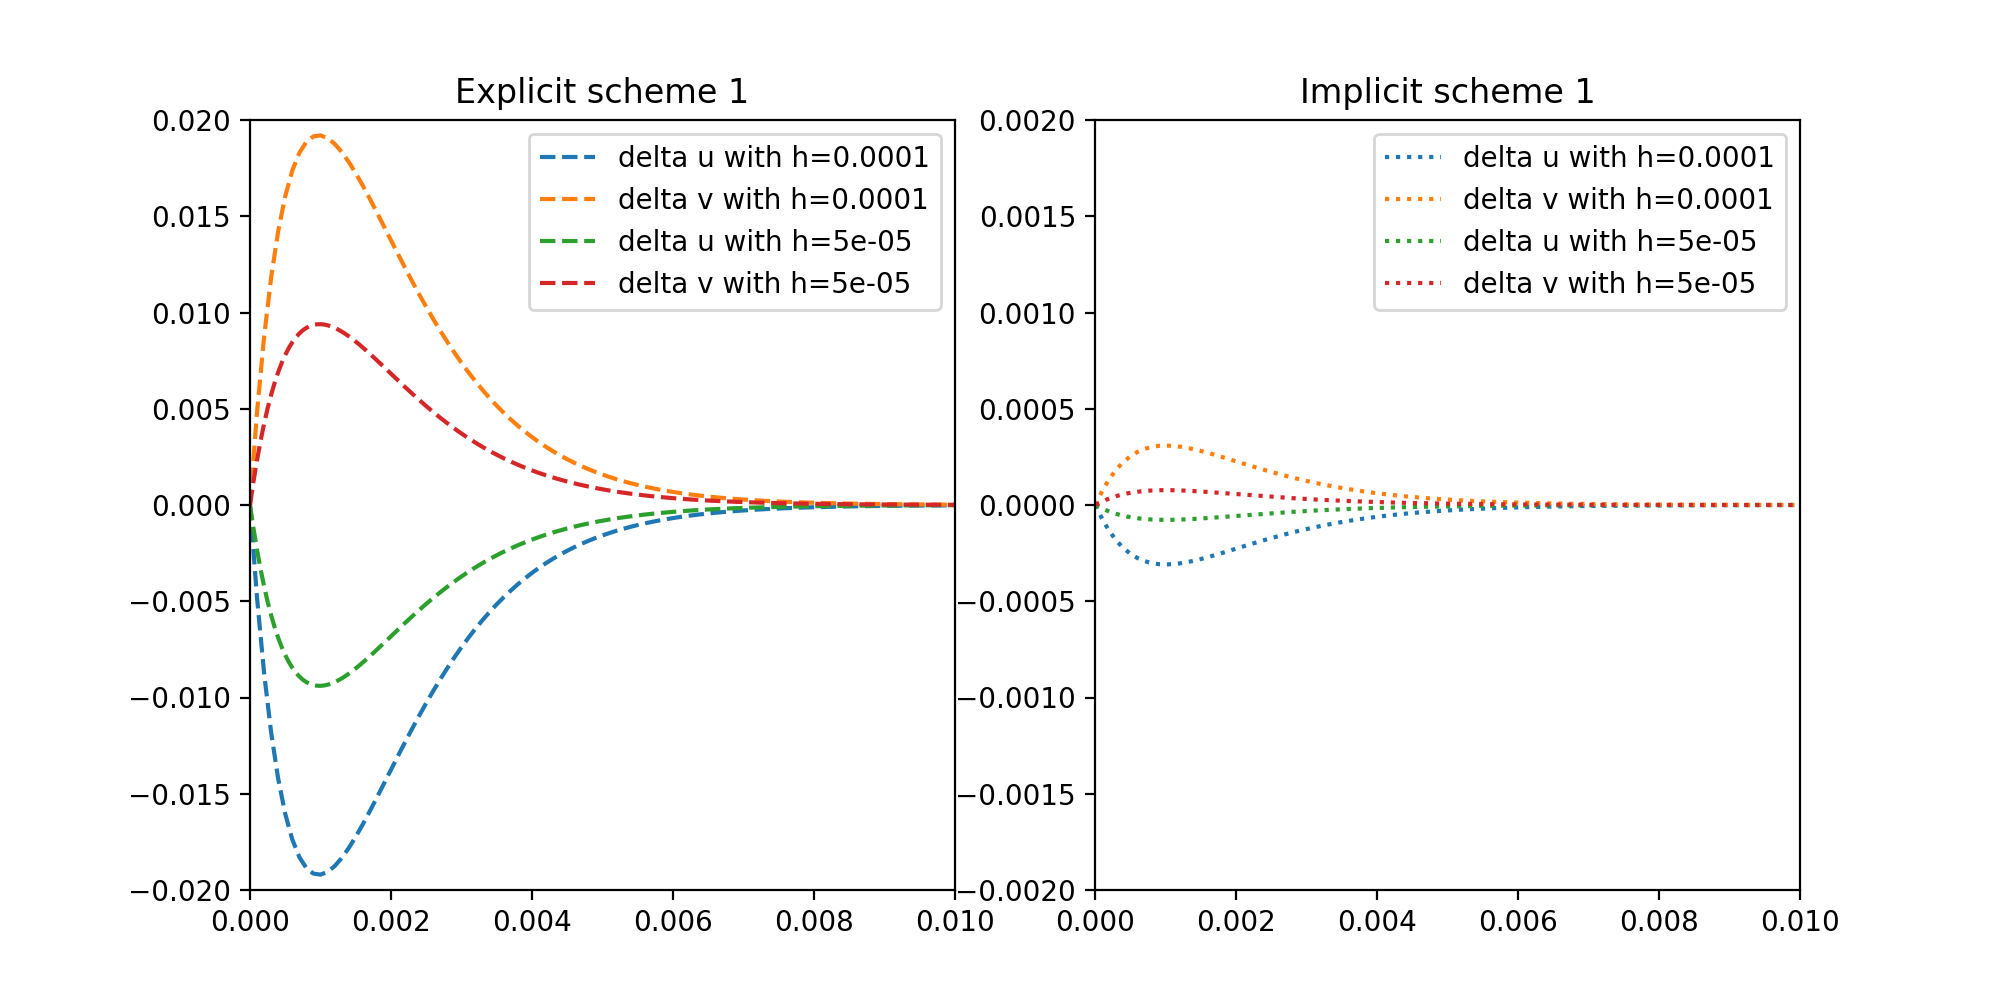 Explicit scheme 1
0.020
0.015
0.010
0.005
0.000
−0.005
−0.010
−0.015
−0.020
0.000 0.002 0.004 0.006 0.008 0.010
delta u with h=0.0001
delta v with h=0.0001
delta u with h=5e-05
delta v with h=5e-05
Implicit scheme 1
0.0020
0.0015
0.0010
0.0005
0.0000
−0.0005
−0.0010
−0.0015
−0.0020
0.000 0.002 0.004 0.006 0.008 0.010
delta u with h=0.0001
delta v with h=0.0001
delta u with h=5e-05
delta v with h=5e-05